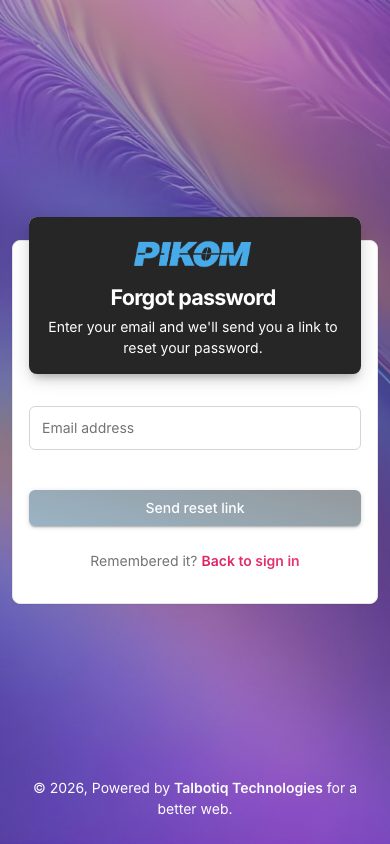 PIKOM
Forgot password
Enter your email and we'll send you a link to
reset your password.
Email address
Send reset link
Remembered it? Back to sign in
© 2026, Powered by Talbotiq Technologies for a
better web.